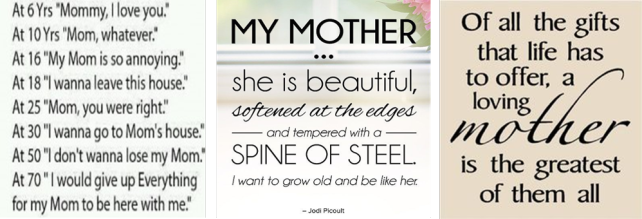 At 6 Yrs "Mommy, I love you."
At 10 Yrs "Mom, whatever."
At 16 "My Mom is so annoying."
At 18 "I wanna leave this house."
At 25 "Mom, you were right."
At 30 "I wanna go to Mom's house."
At 50 "I don't wanna lose my Mom."
At 70 " I would give up Everything
for my Mom to be here with me."
MY MOTHER
...
she is beautiful,
softened at the edges
and tempered with a
SPINE OF STEEL.
I want to grow old and be like her.
– Jodi Picoult
Of all the gifts
that life has
to offer, a
loving
mother
is the greatest
of them all